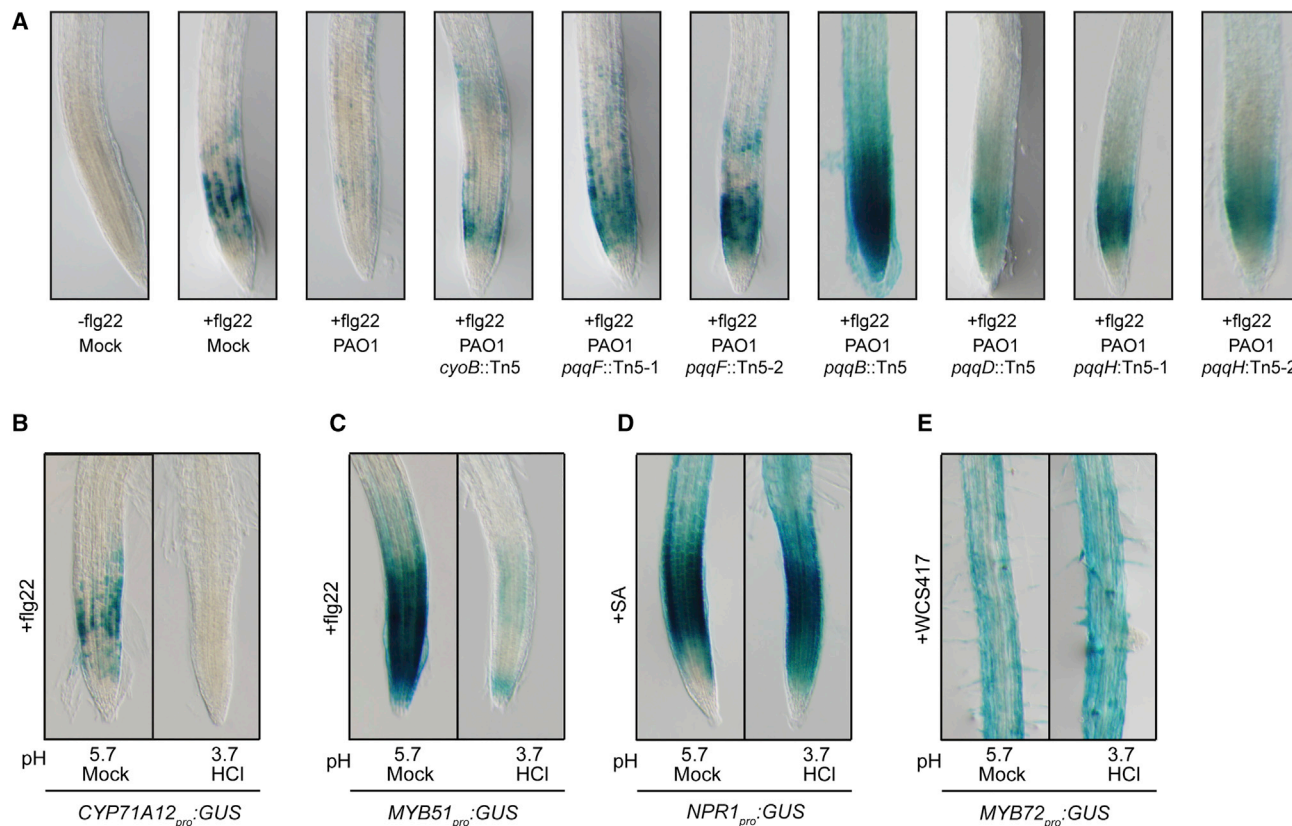 A
-flg22 Mock
+flg22 Mock
+flg22 PAO1
+flg22 PAO1 cyoB::Tn5
+flg22 PAO1 pqqF::Tn5-1
+flg22 PAO1 pqqF::Tn5-2
+flg22 PAO1 pqqB::Tn5
+flg22 PAO1 pqqD::Tn5
+flg22 PAO1 pqqH:Tn5-1
+flg22 PAO1 pqqH:Tn5-2
B
+flg22
pH 5.7 Mock 3.7 HCl
CYP71A12pro:GUS
C
+flg22
pH 5.7 Mock 3.7 HCl
MYB51pro:GUS
D
+SA
pH 5.7 Mock 3.7 HCl
NPR1pro:GUS
E
+WCS417
pH 5.7 Mock 3.7 HCl
MYB72pro:GUS